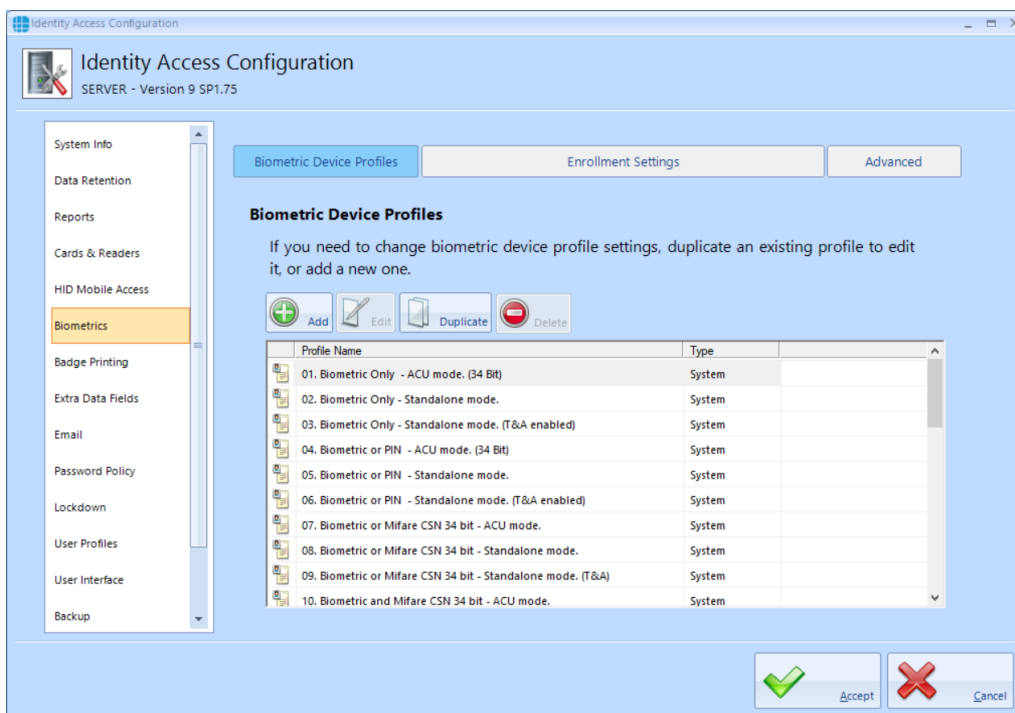 Identity Access Configuration
Identity Access Configuration
SERVER - Version 9 SP1.75
System Info
Data Retention
Reports
Cards & Readers
HID Mobile Access
Biometrics
Badge Printing
Extra Data Fields
Email
Password Policy
Lockdown
User Profiles
User Interface
Backup
Biometric Device Profiles
Enrollment Settings
Advanced
Biometric Device Profiles
If you need to change biometric device profile settings, duplicate an existing profile to edit
it, or add a new one.
Add
Edit
Duplicate
Delete
Profile Name Type
01. Biometric Only - ACU mode. (34 Bit) System
02. Biometric Only - Standalone mode. System
03. Biometric Only - Standalone mode. (T&A enabled) System
04. Biometric or PIN - ACU mode. (34 Bit) System
05. Biometric or PIN - Standalone mode. System
06. Biometric or PIN - Standalone mode. (T&A enabled) System
07. Biometric or Mifare CSN 34 bit - ACU mode. System
08. Biometric or Mifare CSN 34 bit - Standalone mode. System
09. Biometric or Mifare CSN 34 bit - Standalone mode. (T&A) System
10. Biometric and Mifare CSN 34 bit - ACU mode. System
Accept
Cancel